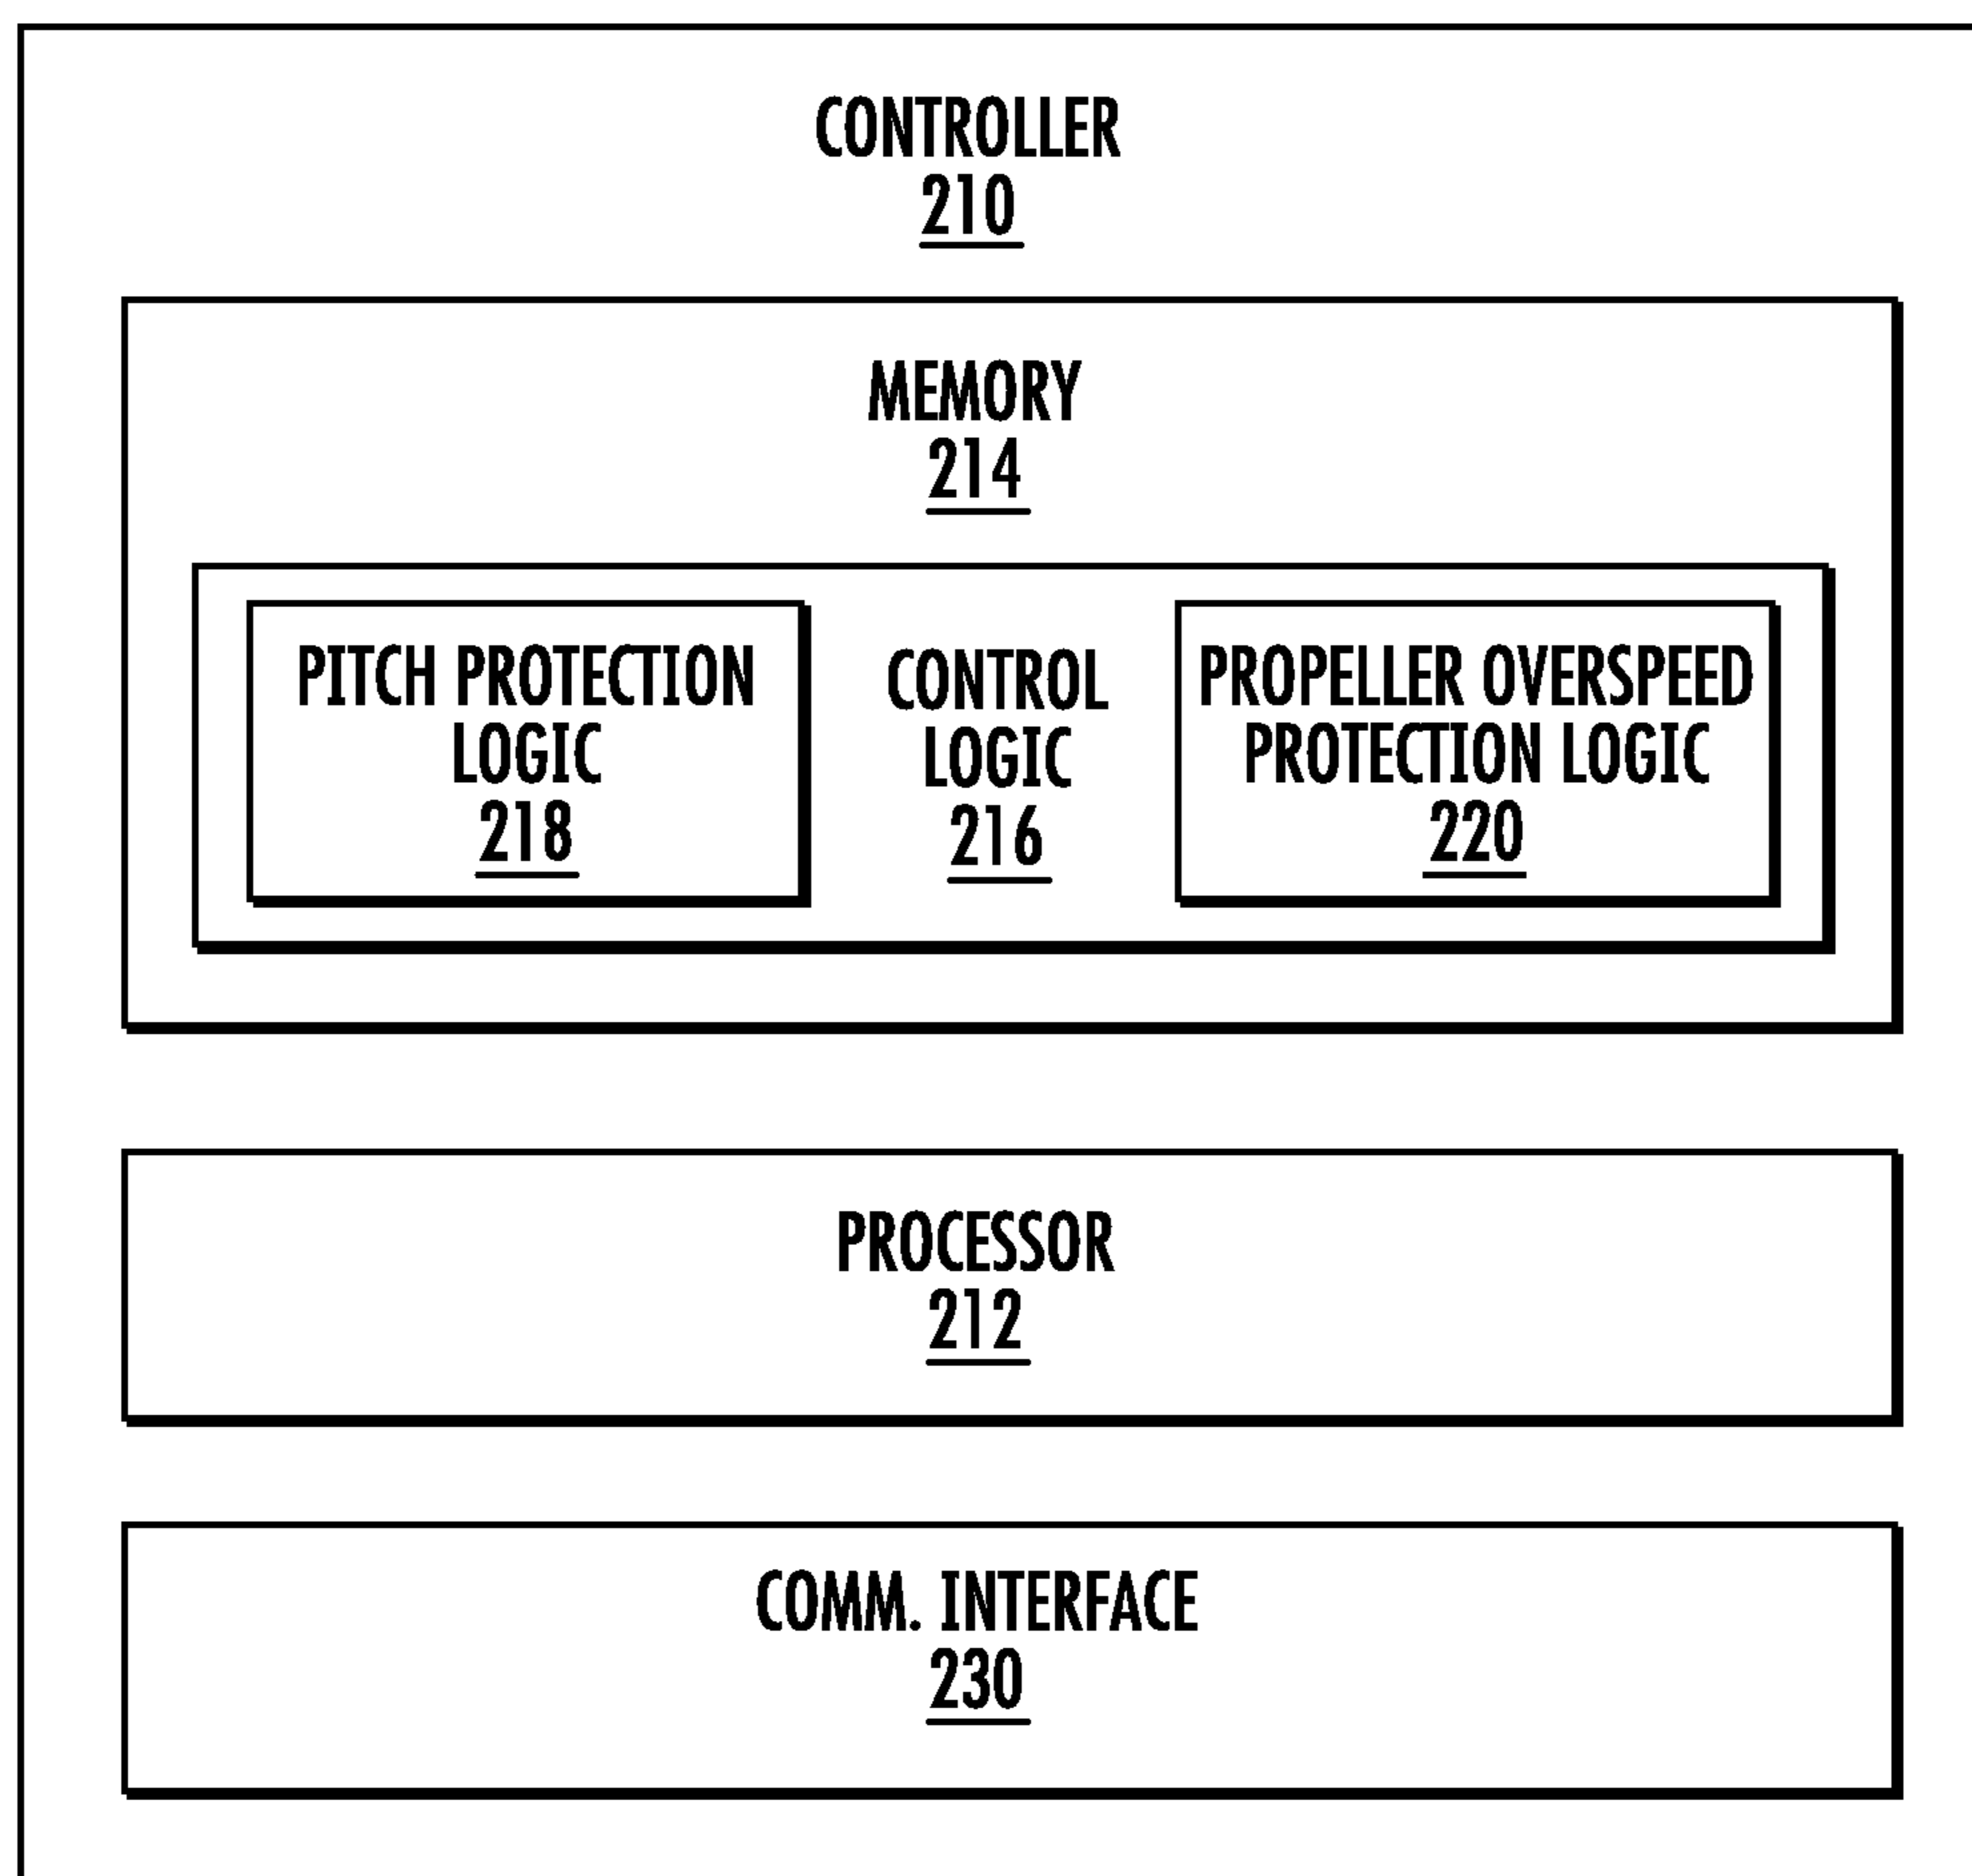 CONTROLLER
210
MEMORY
214
PITCH PROTECTION
LOGIC
218
CONTROL
LOGIC
216
PROPELLER OVERSPEED
PROTECTION LOGIC
220
PROCESSOR
212
COMM. INTERFACE
230